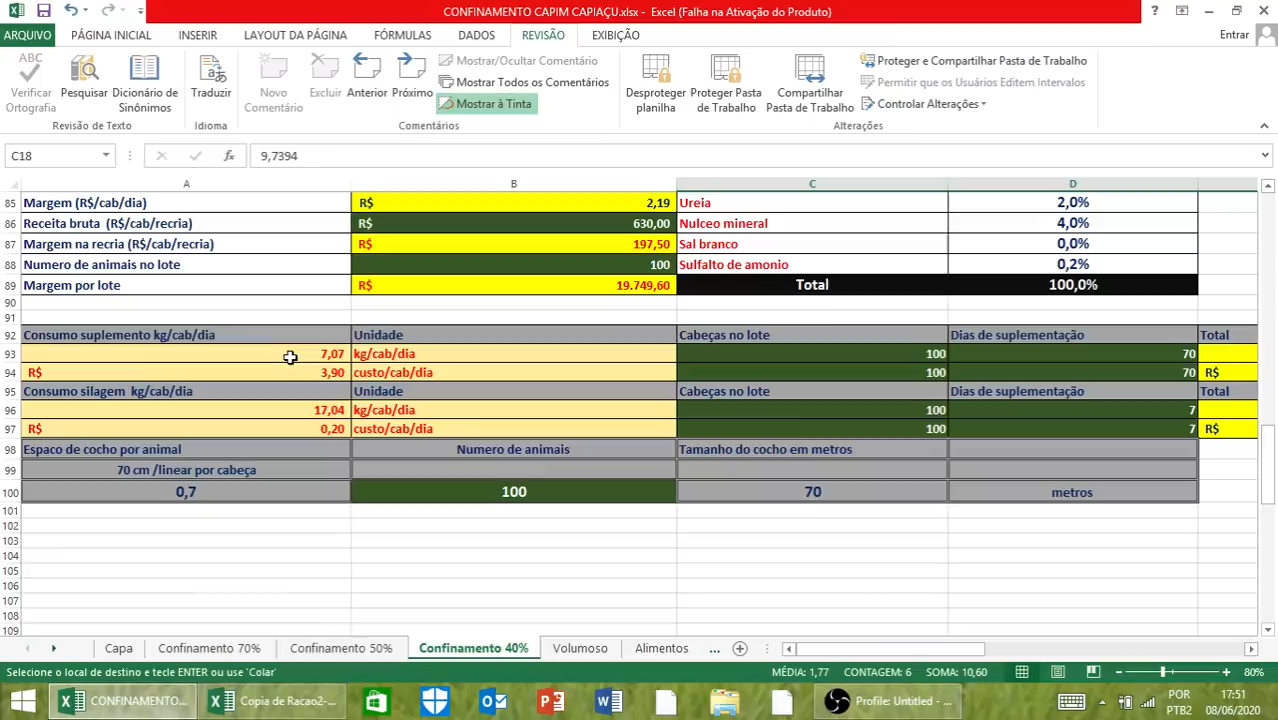 CONFINAMENTO CAPIM CAPIAÇU.xlsx - Excel (Falha na Ativação do Produto)
ARQUIVO PÁGINA INICIAL INSERIR LAYOUT DA PÁGINA FÓRMULAS DADOS REVISÃO EXIBIÇÃO Entrar
ABC Verificar Ortografia
Pesquisar
Dicionário de Sinônimos
Traduzir
Novo Comentário
Excluir
Anterior
Próximo
Mostrar/Ocultar Comentário
Mostrar Todos os Comentários
Mostrar à Tinta
Desproteger planilha
Proteger Pasta de Trabalho
Compartilhar Pasta de Trabalho
Proteger e Compartilhar Pasta de Trabalho
Permitir que os Usuários Editem Intervalos
Controlar Alterações
Revisão de Texto Idioma Comentários Alterações
C18 fx 9,7394
A B C D
85 Margem (R$/cab/dia) R$ 2,19 Ureia 2,0%
86 Receita bruta (R$/cab/recria) R$ 630,00 Nulceo mineral 4,0%
87 Margem na recria (R$/cab/recria) R$ 197,50 Sal branco 0,0%
88 Numero de animais no lote 100 Sulfalto de amonio 0,2%
89 Margem por lote R$ 19.749,60 Total 100,0%
90
91
92 Consumo suplemento kg/cab/dia Unidade Cabeças no lote Dias de suplementação Total
93 7,07 kg/cab/dia 100 70
94 R$ 3,90 custo/cab/dia 100 70 R$
95 Consumo silagem kg/cab/dia Unidade Cabeças no lote Dias de suplementação Total
96 17,04 kg/cab/dia 100 7
97 R$ 0,20 custo/cab/dia 100 7 R$
98 Espaco de cocho por animal Numero de animais Tamanho do cocho em metros
99 70 cm /linear por cabeça
100 0,7 100 70 metros
101
102
103
104
105
106
107
108
109
Capa Confinamento 70% Confinamento 50% Confinamento 40% Volumoso Alimentos ...
Selecione o local de destino e tecle ENTER ou use 'Colar' MÉDIA: 1,77 CONTAGEM: 6 SOMA: 10,60 80%
CONFINAMENTO... Copia de Racao2-... Profile: Untitled - ... POR PTB2 17:51 08/06/2020